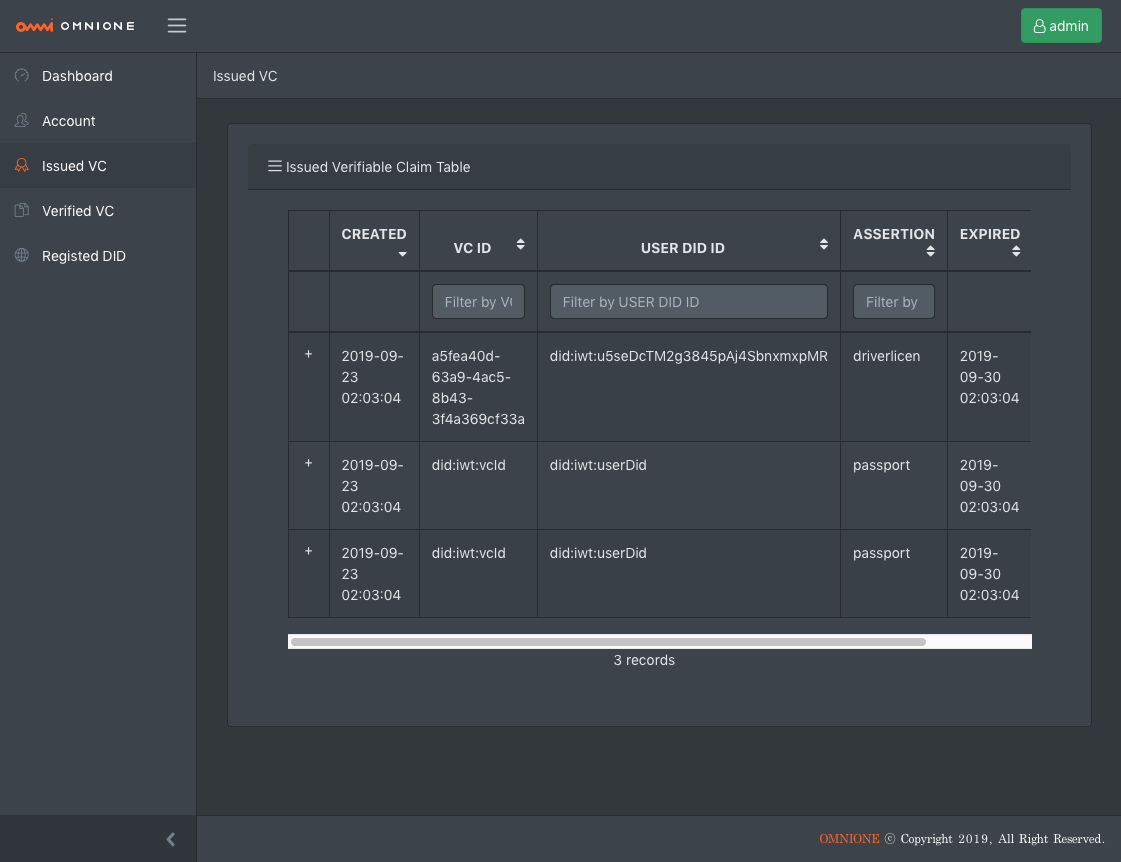 OMNIONE
admin
Dashboard
Account
Issued VC
Verified VC
Registed DID
Issued VC
Issued Verifiable Claim Table
CREATED VC ID USER DID ID ASSERTION EXPIRED
Filter by VC Filter by USER DID ID Filter by
+ 2019-09- a5fea40d- did:iwt:u5seDcTM2g3845pAj4SbnxmxpMR driverlicen 2019-
23 63a9-4ac5- 09-30
02:03:04 8b43- 02:03:04
3f4a369cf33a
+ 2019-09- did:iwt:vcId did:iwt:userDid passport 2019-
23 09-30
02:03:04 02:03:04
+ 2019-09- did:iwt:vcId did:iwt:userDid passport 2019-
23 09-30
02:03:04 02:03:04
3 records
OMNIONE © Copyright 2019, All Right Reserved.